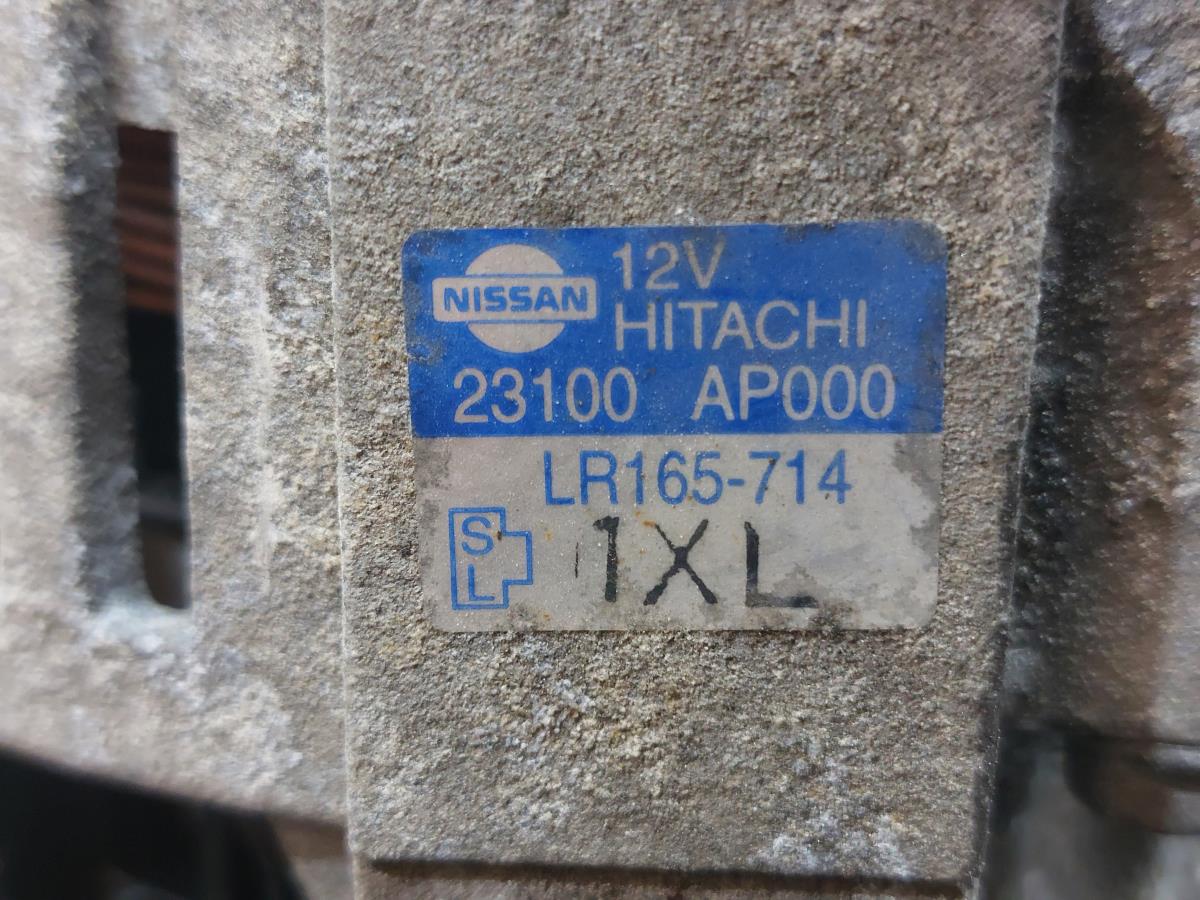 NISSAN
12V
HITACHI
23100 AP000
LR165-714
S
L
1XL